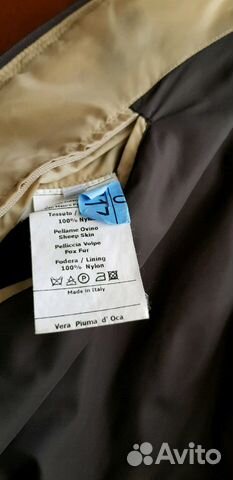 Tessuto /
100% Nylon
Pellame Ovino
Sheep Skin
Pelliccia Volpe
Fox Fur
Fodera / Lining
100% Nylon
Made in Italy
Vera Piuma d' Oca
17
Avito